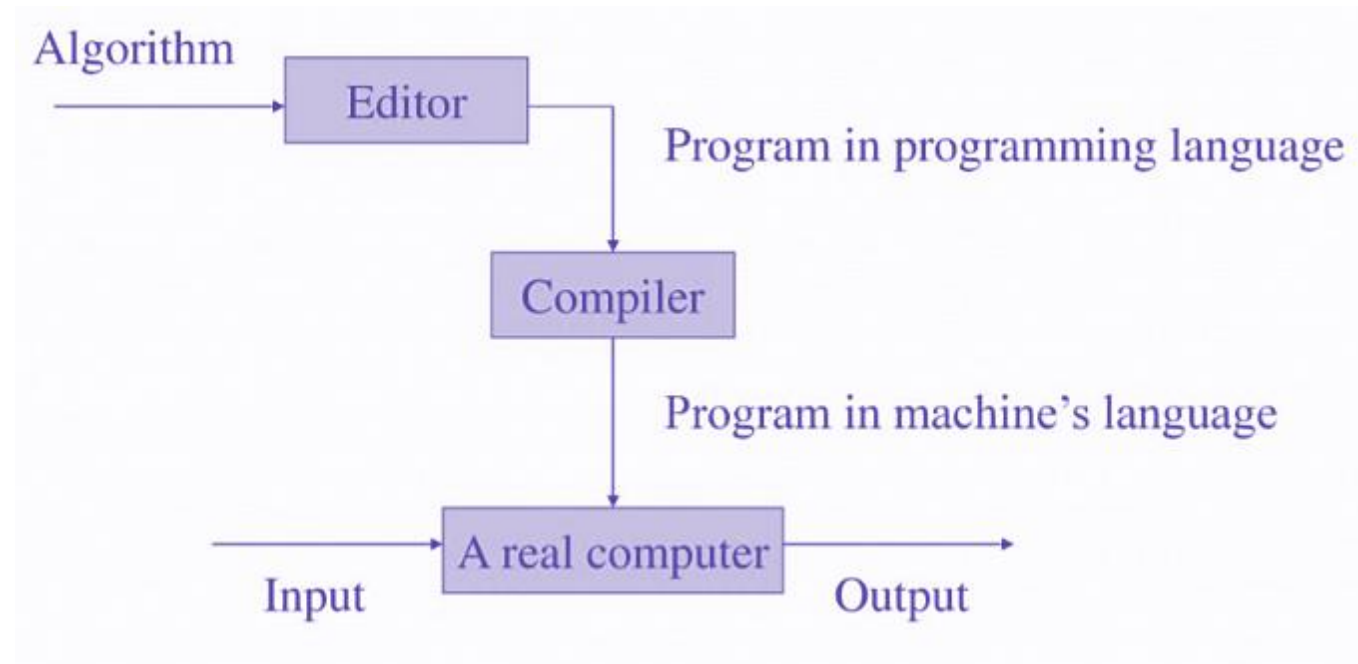 Algorithm
Editor
Program in programming language
Compiler
Program in machine’s language
A real computer
Input
Output